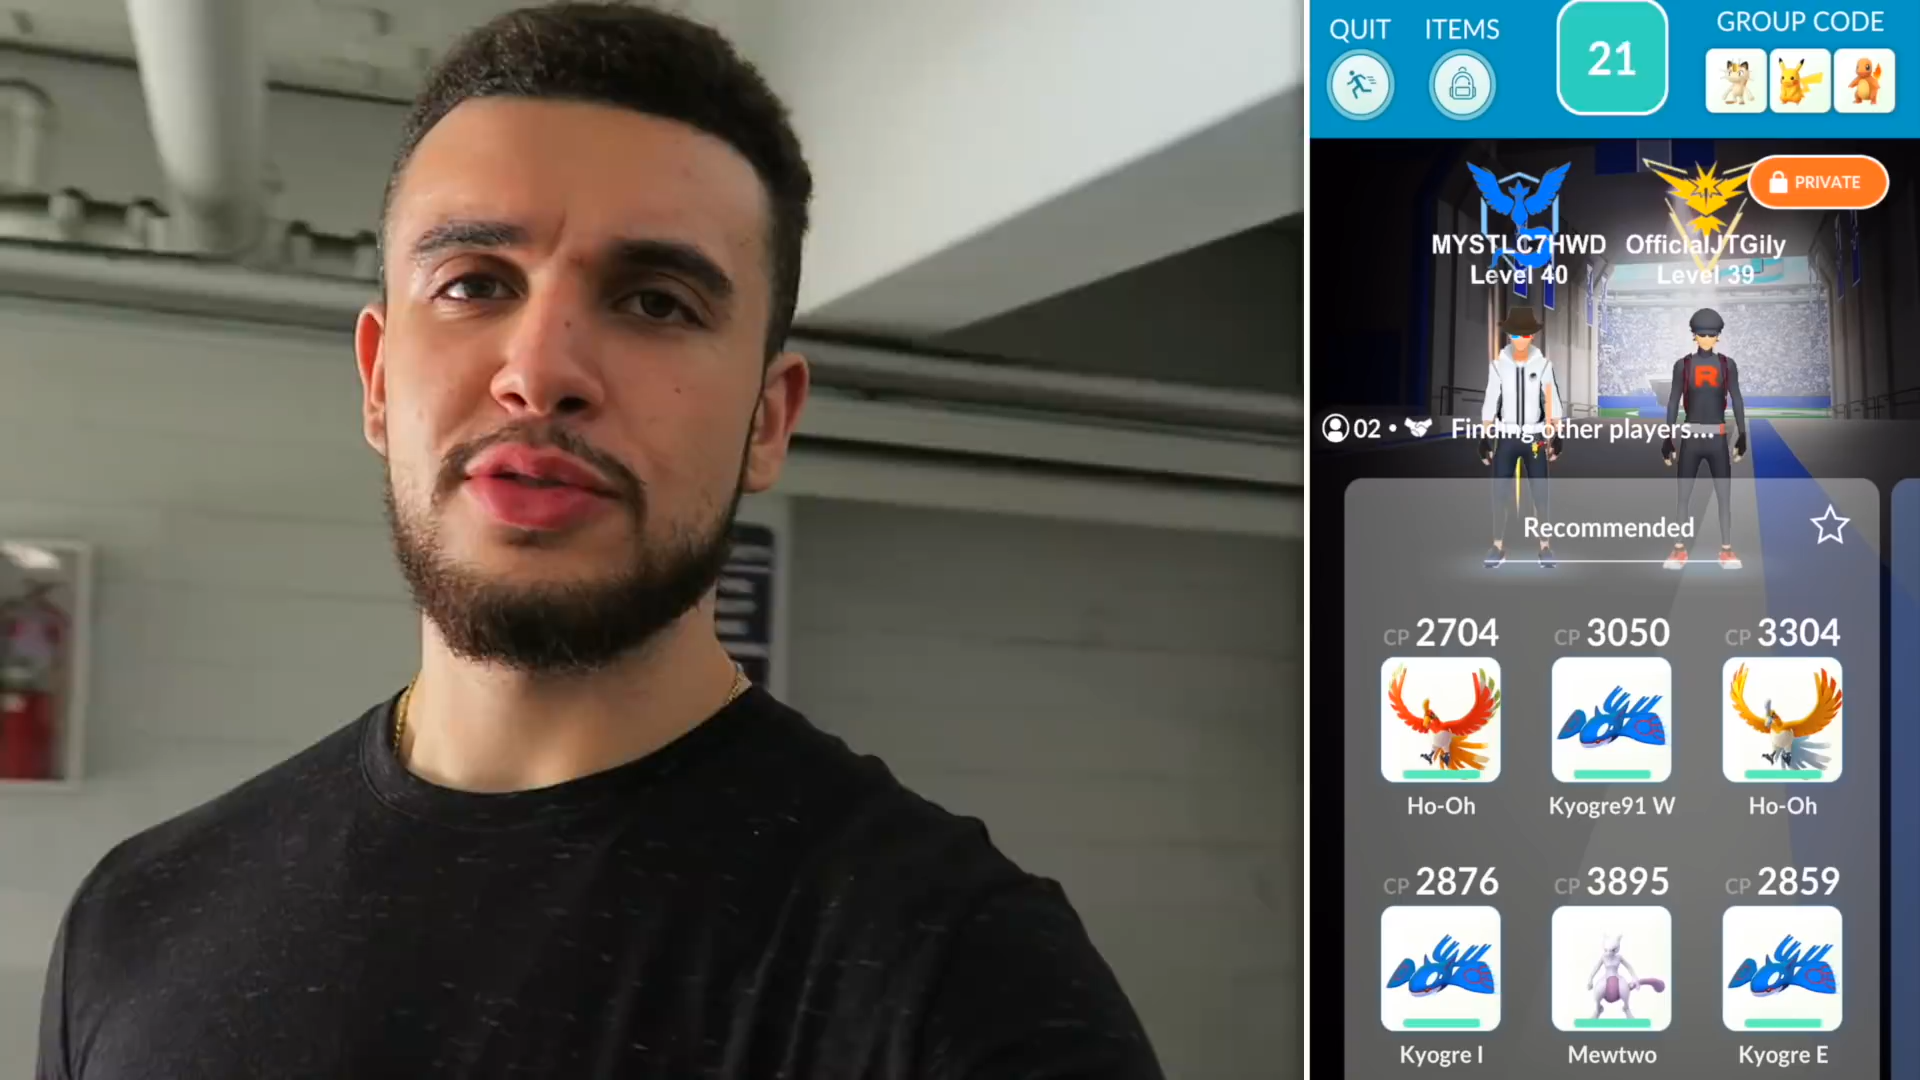 QUIT
ITEMS
21
GROUP CODE
PRIVATE
MYSTLC7HWD
Level 40
OfficialJTGily
Level 39
R
02 • Finding other players...
Recommended
CP 2704
CP 3050
CP 3304
Ho-Oh
Kyogre91 W
Ho-Oh
CP 2876
CP 3895
CP 2859
Kyogre I
Mewtwo
Kyogre E